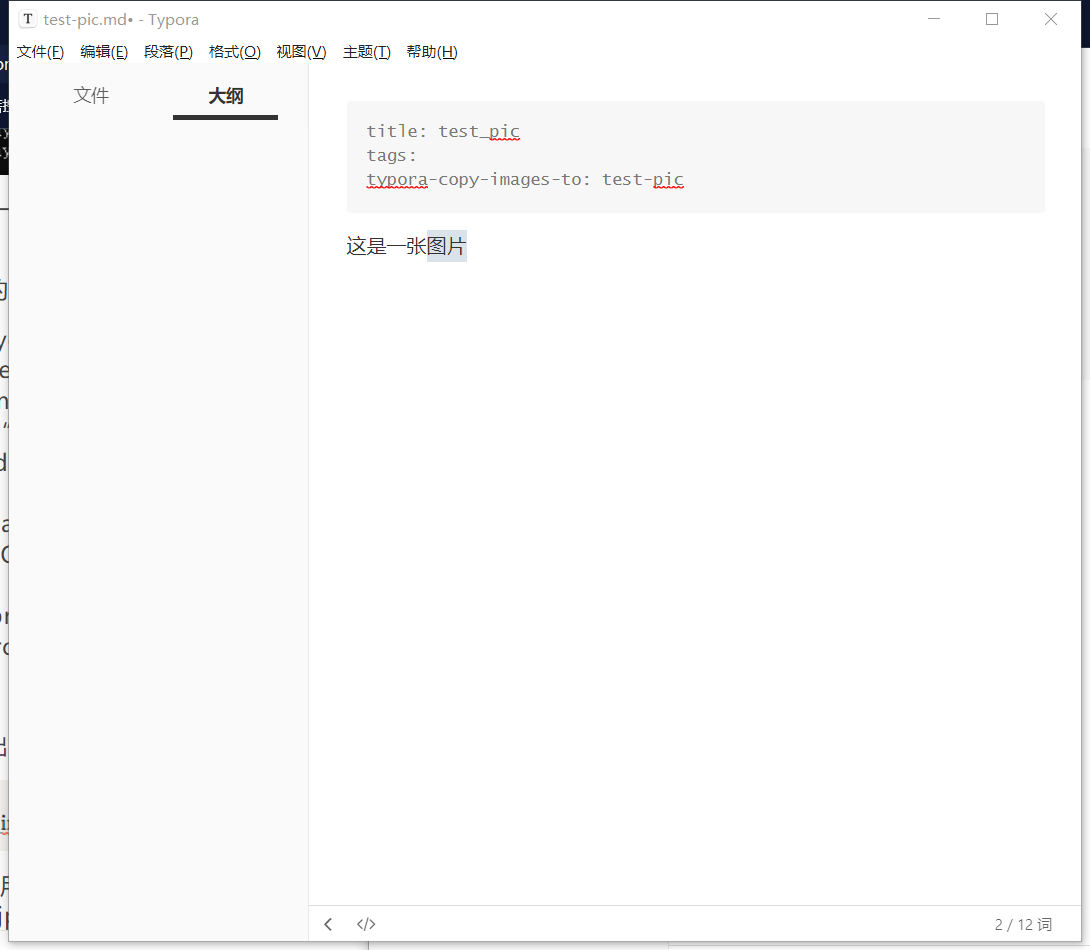 T test-pic.md• - Typora
文件(F) 编辑(E) 段落(P) 格式(O) 视图(V) 主题(T) 帮助(H)
文件 大纲
title: test_pic
tags:
typora-copy-images-to: test-pic
这是一张图片
2 / 12 词